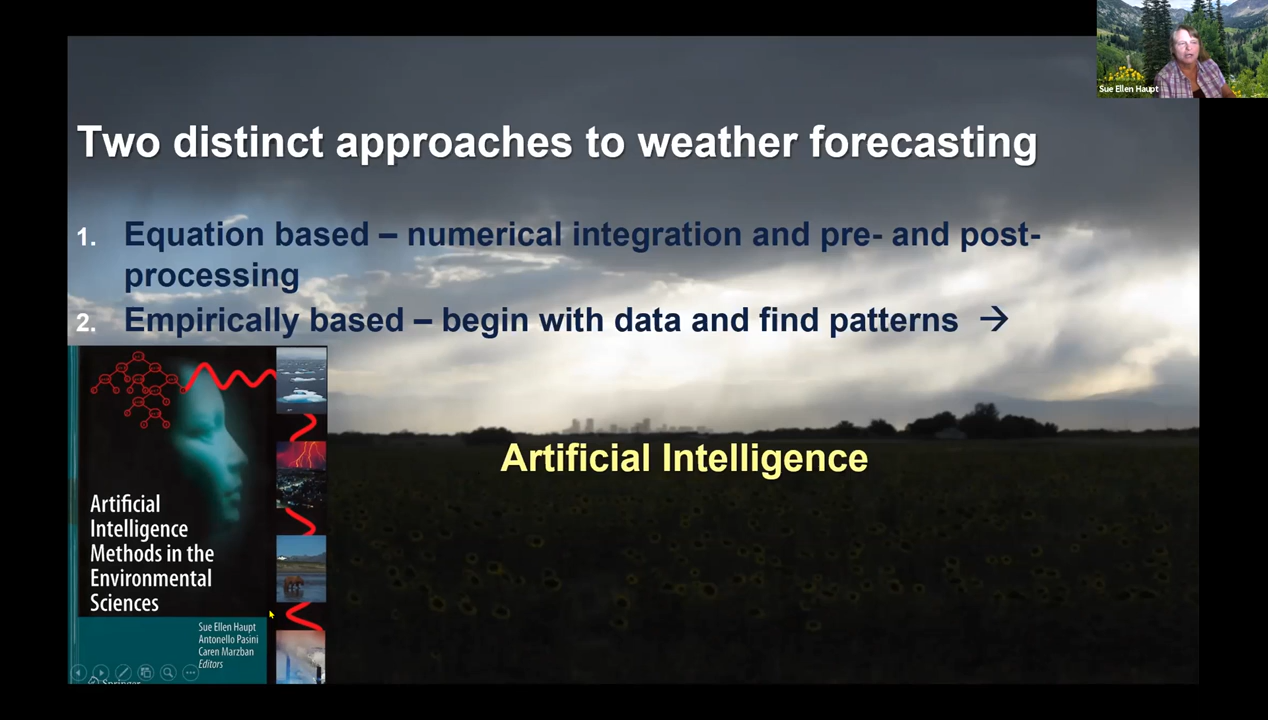 Sue Ellen Haupt
Two distinct approaches to weather forecasting
1. Equation based – numerical integration and pre- and post-
processing
2. Empirically based – begin with data and find patterns →
Artificial Intelligence
Artificial
Intelligence
Methods in the
Environmental
Sciences
Sue Ellen Haupt
Antonello Pasini
Caren Marzban
Editors
Springer